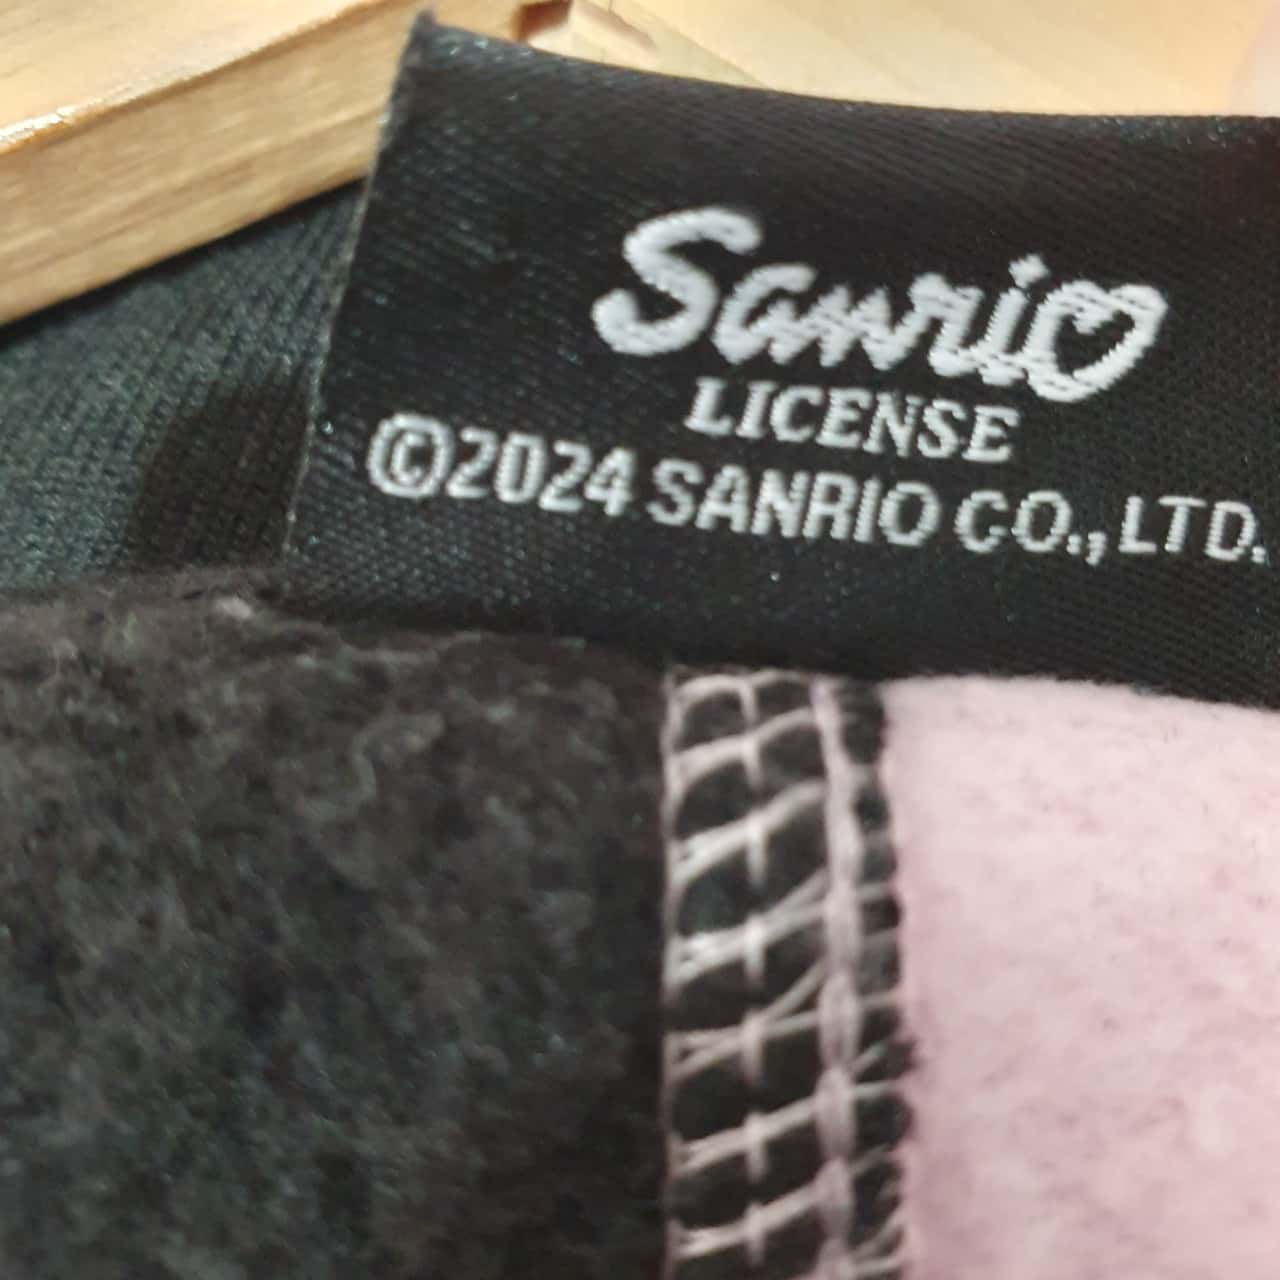 Sanrio
LICENSE
©2024 SANRIO CO., LTD.